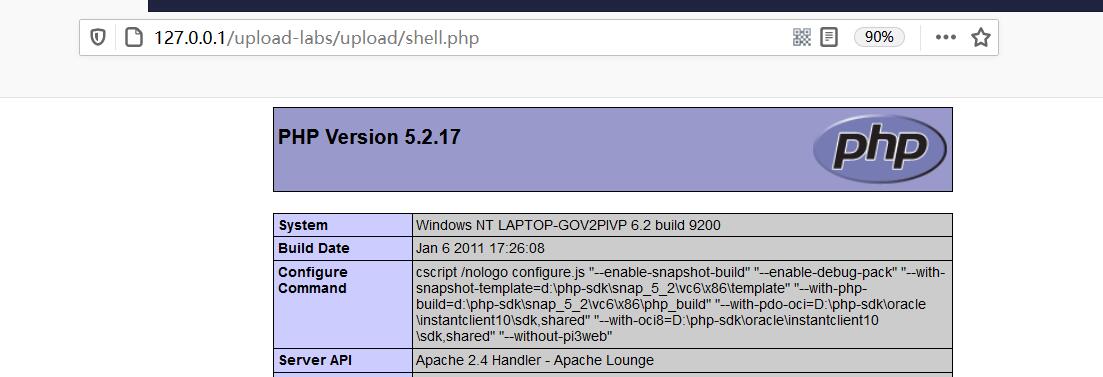 127.0.0.1/upload-labs/upload/shell.php
90%
PHP Version 5.2.17
php
System
Windows NT LAPTOP-GOV2PIVP 6.2 build 9200
Build Date
Jan 6 2011 17:26:08
Configure
Command
cscript /nologo configure.js "--enable-snapshot-build" "--enable-debug-pack" "--with-
snapshot-template=d:\php-sdk\snap_5_2\vc6\x86\template" "--with-php-
build=d:\php-sdk\snap_5_2\vc6\x86\php_build" "--with-pdo-oci=D:\php-sdk\oracle
\instantclient10\sdk,shared" "--with-oci8=D:\php-sdk\oracle\instantclient10
\sdk,shared" "--without-pi3web"
Server API
Apache 2.4 Handler - Apache Lounge